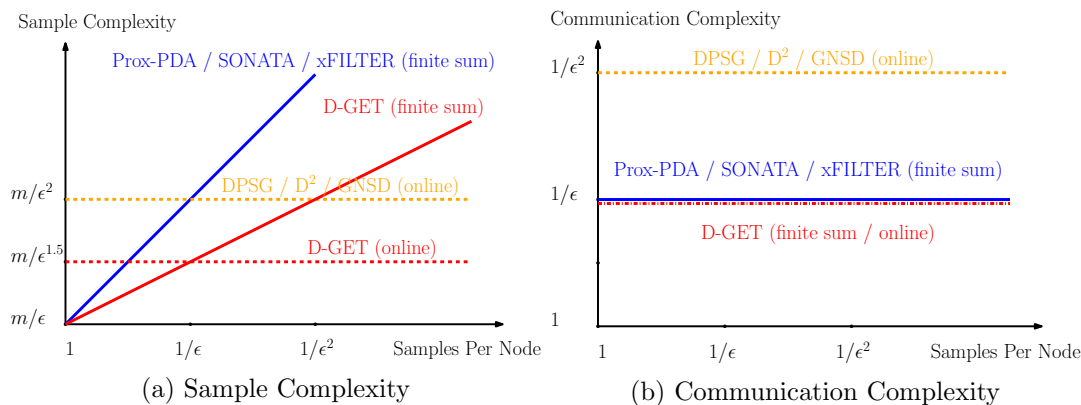 Sample Complexity
Prox-PDA / SONATA / xFILTER (finite sum)
D-GET (finite sum)
m/ϵ²
DPSG / D² / GNSD (online)
m/ϵ^1.5
D-GET (online)
m/ϵ
1
1/ϵ
1/ϵ²
Samples Per Node
(a) Sample Complexity
Communication Complexity
1/ϵ²
DPSG / D² / GNSD (online)
Prox-PDA / SONATA / xFILTER (finite sum)
1/ϵ
D-GET (finite sum / online)
1
1
1/ϵ
1/ϵ²
Samples Per Node
(b) Communication Complexity